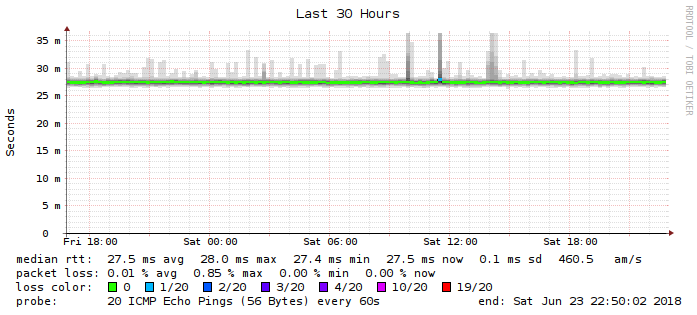 Last 30 Hours
RRDTOOL / TOBI OETIKER
Seconds
35 m
30 m
25 m
20 m
15 m
10 m
5 m
0
Fri 18:00 Sat 00:00 Sat 06:00 Sat 12:00 Sat 18:00
median rtt: 27.5 ms avg 28.0 ms max 27.4 ms min 27.5 ms now 0.1 ms sd 460.5 am/s
packet loss: 0.01 % avg 0.85 % max 0.00 % min 0.00 % now
loss color: 0 1/20 2/20 3/20 4/20 10/20 19/20
probe: 20 ICMP Echo Pings (56 Bytes) every 60s end: Sat Jun 23 22:50:02 2018